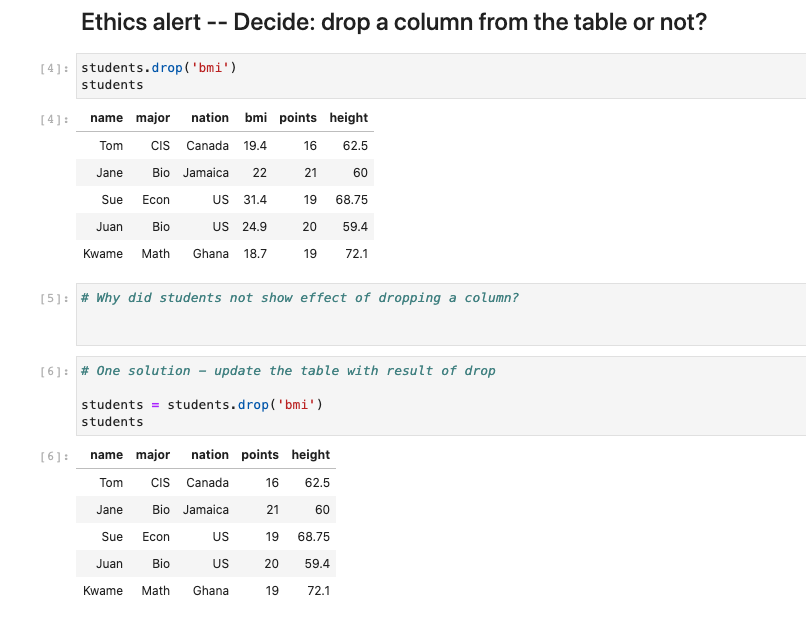 Ethics alert -- Decide: drop a column from the table or not?
[4]: students.drop('bmi')
students
[4]: name major nation bmi points height
Tom CIS Canada 19.4 16 62.5
Jane Bio Jamaica 22 21 60
Sue Econ US 31.4 19 68.75
Juan Bio US 24.9 20 59.4
Kwame Math Ghana 18.7 19 72.1
[5]: # Why did students not show effect of dropping a column?
[6]: # One solution – update the table with result of drop
students = students.drop('bmi')
students
[6]: name major nation points height
Tom CIS Canada 16 62.5
Jane Bio Jamaica 21 60
Sue Econ US 19 68.75
Juan Bio US 20 59.4
Kwame Math Ghana 19 72.1